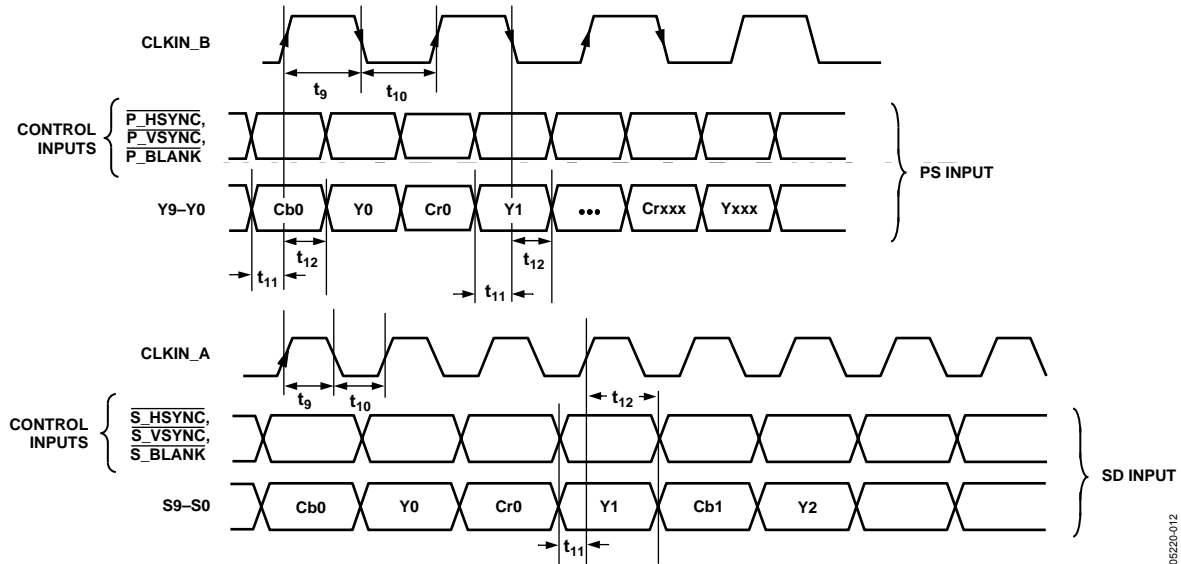 CLKIN_B
t9
t10
CONTROL INPUTS
P_HSYNC,
P_VSYNC,
P_BLANK
PS INPUT
Y9–Y0
Cb0
Y0
Cr0
Y1
•••
Crxxx
Yxxx
t12
t12
t11
t11
CLKIN_A
t9
t10
t12
CONTROL INPUTS
S_HSYNC,
S_VSYNC,
S_BLANK
SD INPUT
S9–S0
Cb0
Y0
Cr0
Y1
Cb1
Y2
t11
05220-012